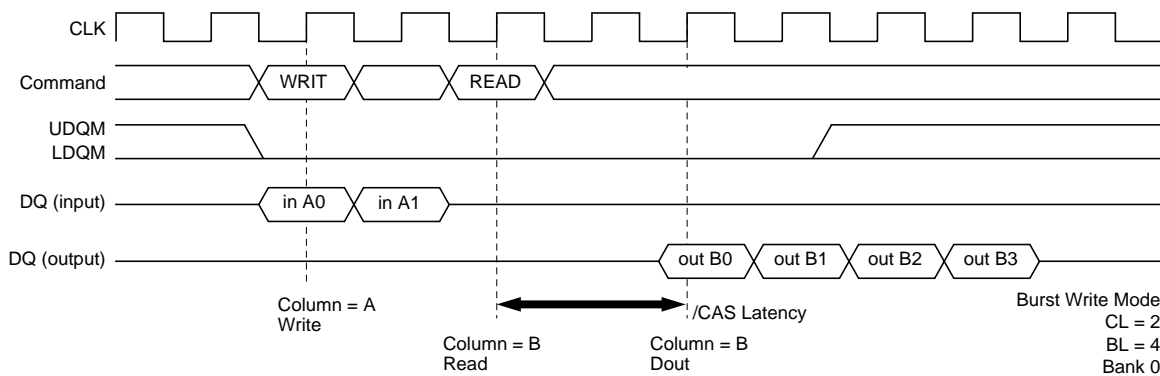 CLK
Command
WRIT
READ
UDQM
LDQM
DQ (input)
in A0
in A1
DQ (output)
out B0
out B1
out B2
out B3
Column = A
Write
/CAS Latency
Column = B
Read
Column = B
Dout
Burst Write Mode
CL = 2
BL = 4
Bank 0